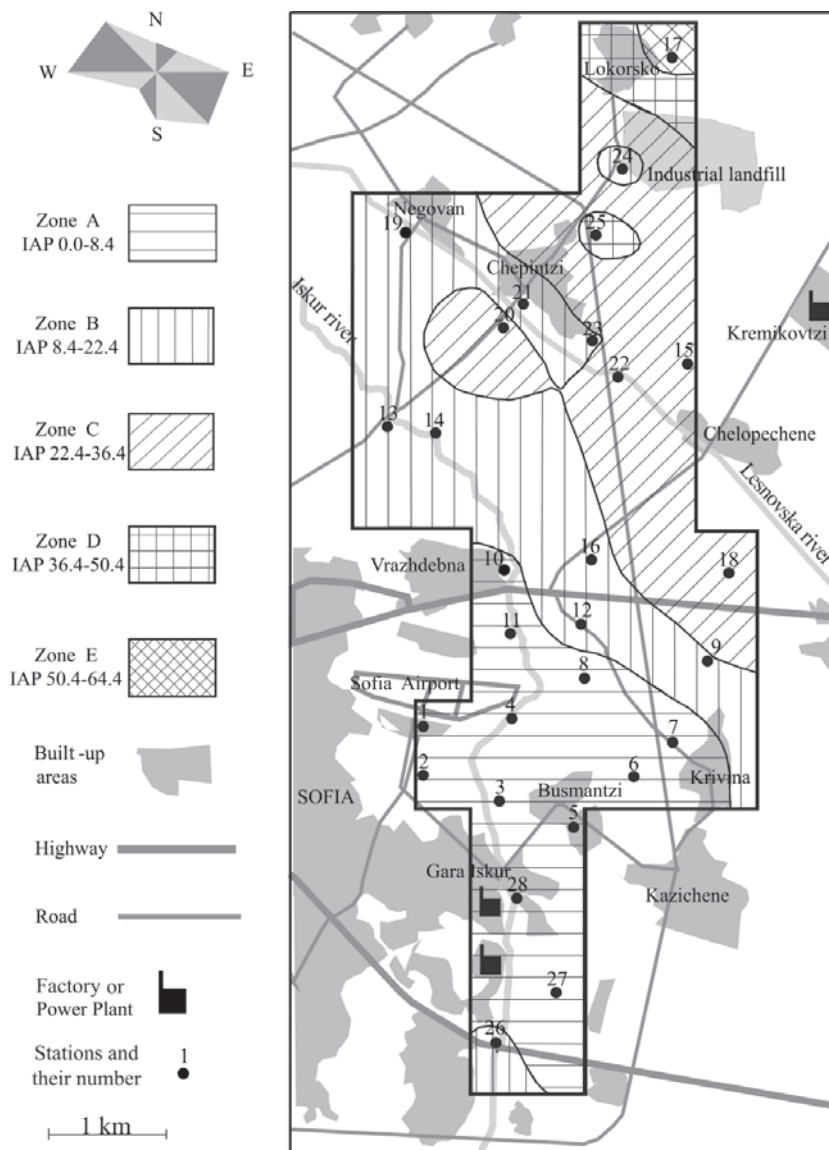 N
W
E
S
Zone A
IAP 0.0-8.4
Zone B
IAP 8.4-22.4
Zone C
IAP 22.4-36.4
Zone D
IAP 36.4-50.4
Zone E
IAP 50.4-64.4
Built-up
areas
Highway
Road
Factory or
Power Plant
Stations and
their number
1
1 km
17
Lokorsko
24
Industrial landfill
Negovan
19
25
Chepintzi
Iskur river
21
20
Kremikovtzi
23
15
22
13
14
Chelopechene
Lesnovska river
16
Vrazhdebna
10
18
12
11
9
8
Sofia Airport
4
1
7
2
6
Krivina
SOFIA
3
Busmantzi
5
Gara Iskur
28
Kazichene
27
26